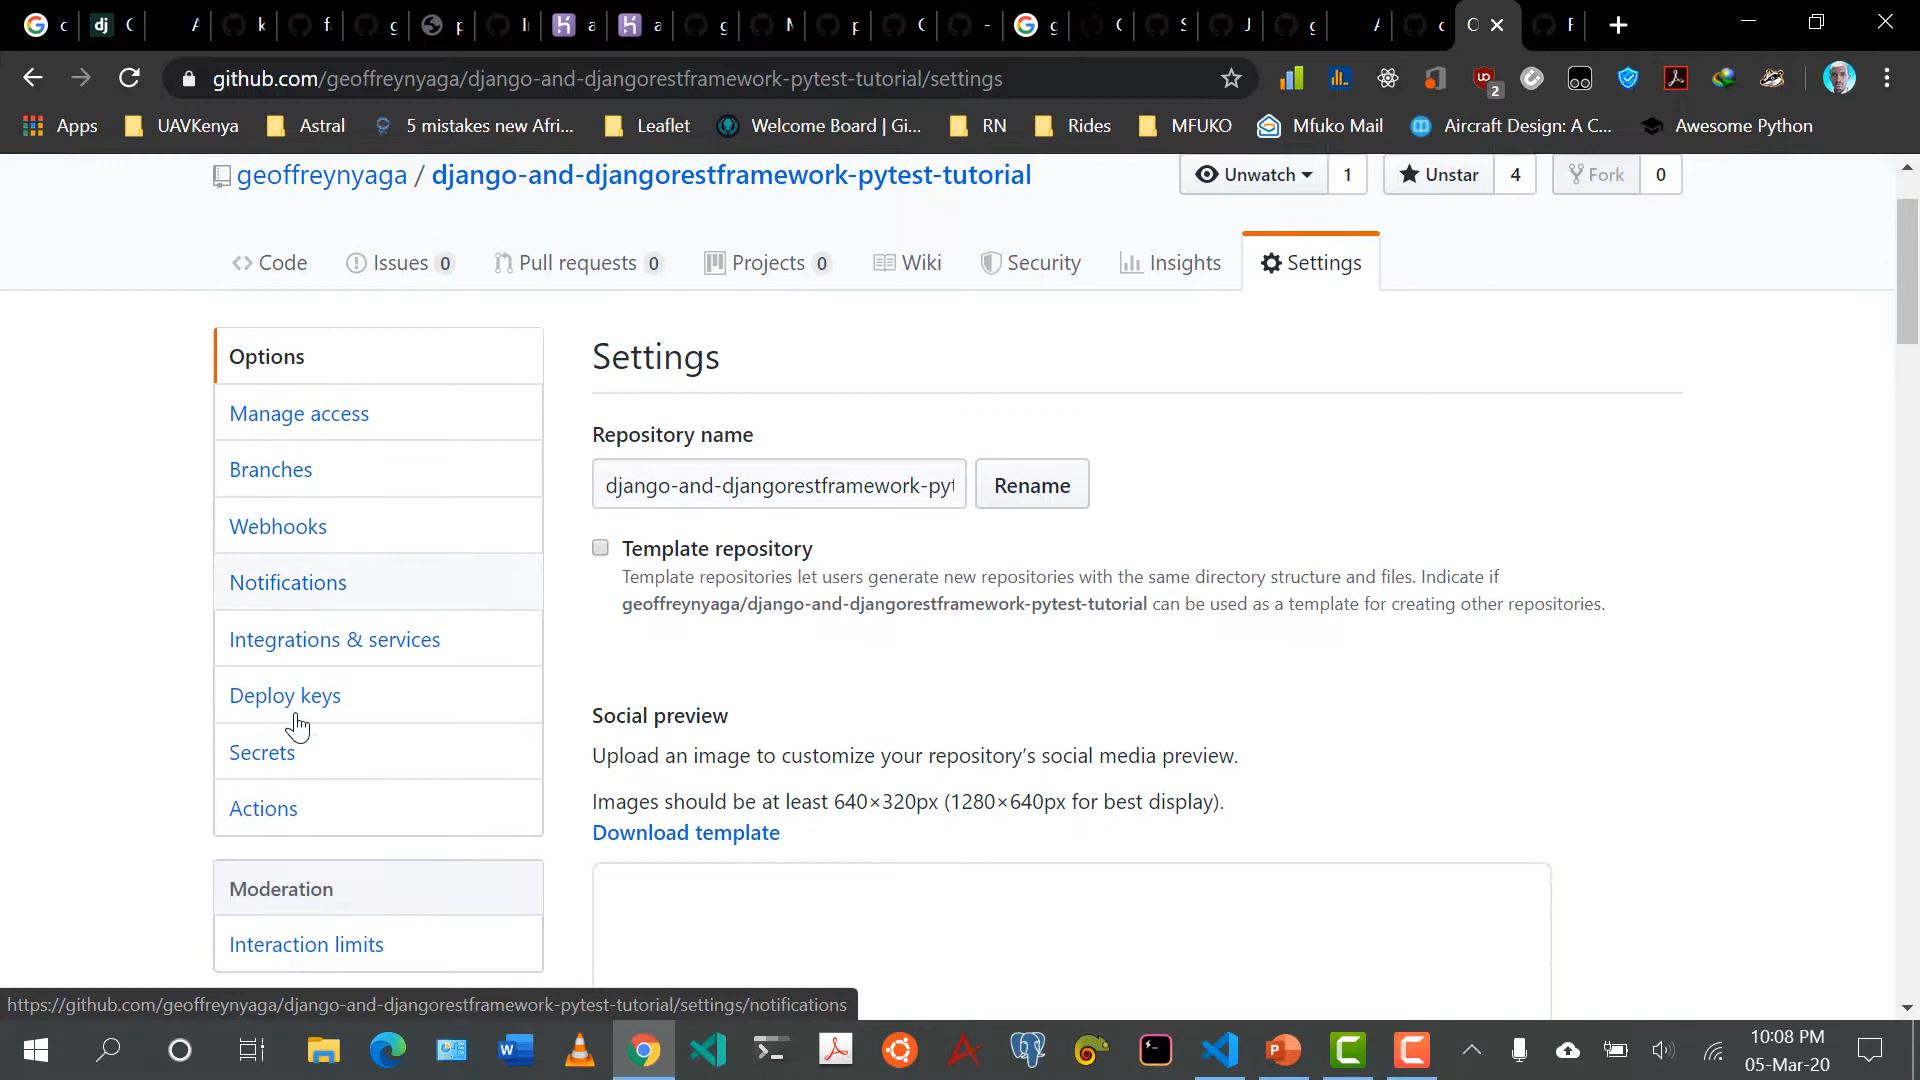 github.com/geoffreynyaga/django-and-djangorestframework-pytest-tutorial/settings
2
Apps
UAVKenya
Astral
5 mistakes new Afri...
Leaflet
Welcome Board | Gi...
RN
Rides
MFUKO
Mfuko Mail
Aircraft Design: A C...
Awesome Python
geoffreynyaga / django-and-djangorestframework-pytest-tutorial
Unwatch 1
Unstar 4
Fork 0
Code
Issues 0
Pull requests 0
Projects 0
Wiki
Security
Insights
Settings
Options
Manage access
Branches
Webhooks
Notifications
Integrations & services
Deploy keys
Secrets
Actions
Moderation
Interaction limits
Settings
Repository name
django-and-djangorestframework-pyt
Rename
Template repository
Template repositories let users generate new repositories with the same directory structure and files. Indicate if
geoffreynyaga/django-and-djangorestframework-pytest-tutorial can be used as a template for creating other repositories.
Social preview
Upload an image to customize your repository’s social media preview.
Images should be at least 640×320px (1280×640px for best display).
Download template
https://github.com/geoffreynyaga/django-and-djangorestframework-pytest-tutorial/settings/notifications
10:08 PM
05-Mar-20